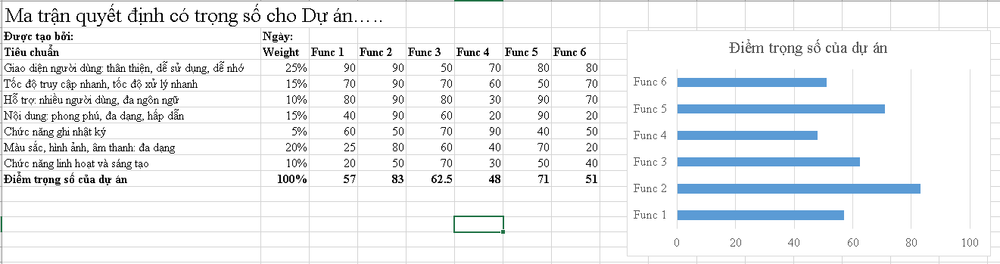 Ma trận quyết định có trọng số cho Dự án…..
Được tạo bởi: Ngày:
Tiêu chuẩn Weight Func 1 Func 2 Func 3 Func 4 Func 5 Func 6
Giao diện người dùng: thân thiện, dễ sử dụng, dễ nhớ 25% 90 90 50 70 80 80
Tốc độ truy cập nhanh, tốc độ xử lý nhanh 15% 70 90 70 60 50 70
Hỗ trợ: nhiều người dùng, đa ngôn ngữ 10% 80 90 80 30 90 70
Nội dung: phong phú, đa dạng, hấp dẫn 15% 40 90 60 20 90 20
Chức năng ghi nhật ký 5% 60 50 70 90 40 50
Màu sắc, hình ảnh, âm thanh: đa dạng 20% 25 80 60 40 70 20
Chức năng linh hoạt và sáng tạo 10% 20 50 70 30 50 40
Điểm trọng số của dự án 100% 57 83 62.5 48 71 51
Điểm trọng số của dự án
Func 6
Func 5
Func 4
Func 3
Func 2
Func 1
0 20 40 60 80 100